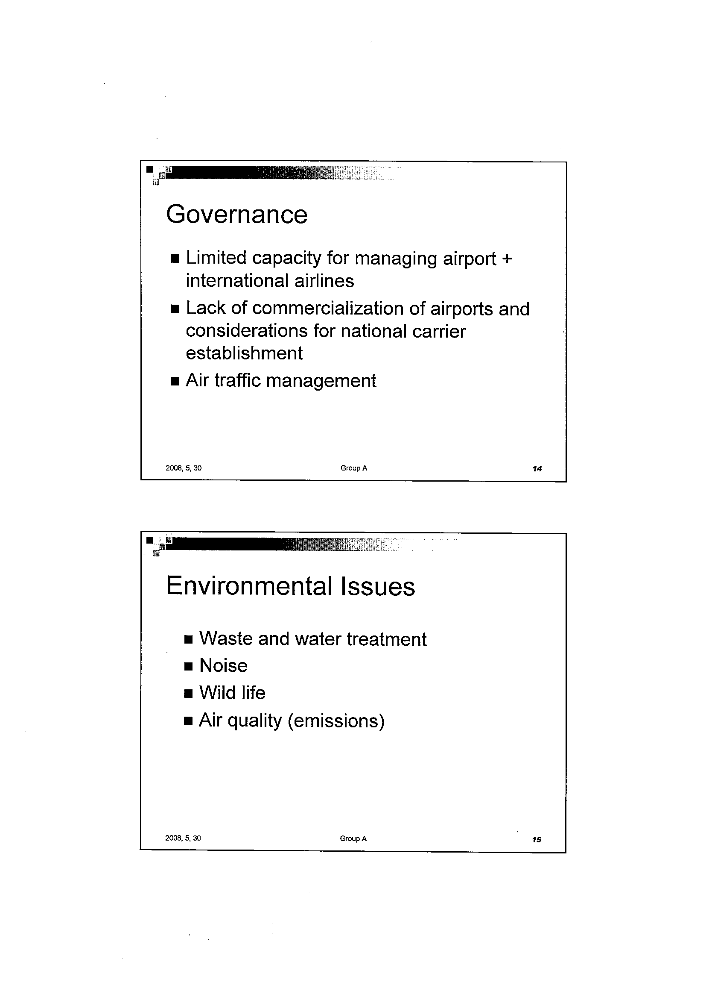 Governance
■ Limited capacity for managing airport +
international airlines
■ Lack of commercialization of airports and
considerations for national carrier
establishment
■ Air traffic management
2008, 5, 30 Group A 14
Environmental Issues
■ Waste and water treatment
■ Noise
■ Wild life
■ Air quality (emissions)
2008, 5, 30 Group A 15